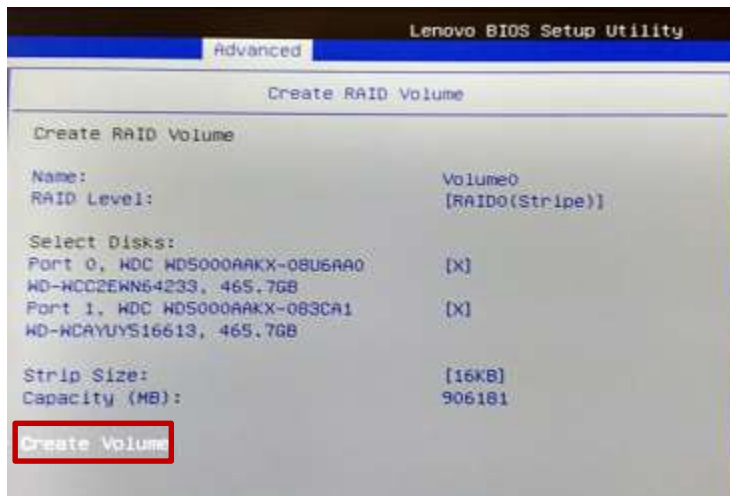 Lenovo BIOS Setup Utility
Advanced
Create RAID Volume
Create RAID Volume
Name: Volume0
RAID Level: [RAID0(Stripe)]
Select Disks:
Port 0, WDC WD5000AAKX-08U6AA0 [X]
WD-WCC2EWN64233, 465.7GB
Port 1, WDC WD5000AAKX-083CA1 [X]
WD-WCAYUY516613, 465.7GB
Strip Size: [16KB]
Capacity (MB): 906181
Create Volume